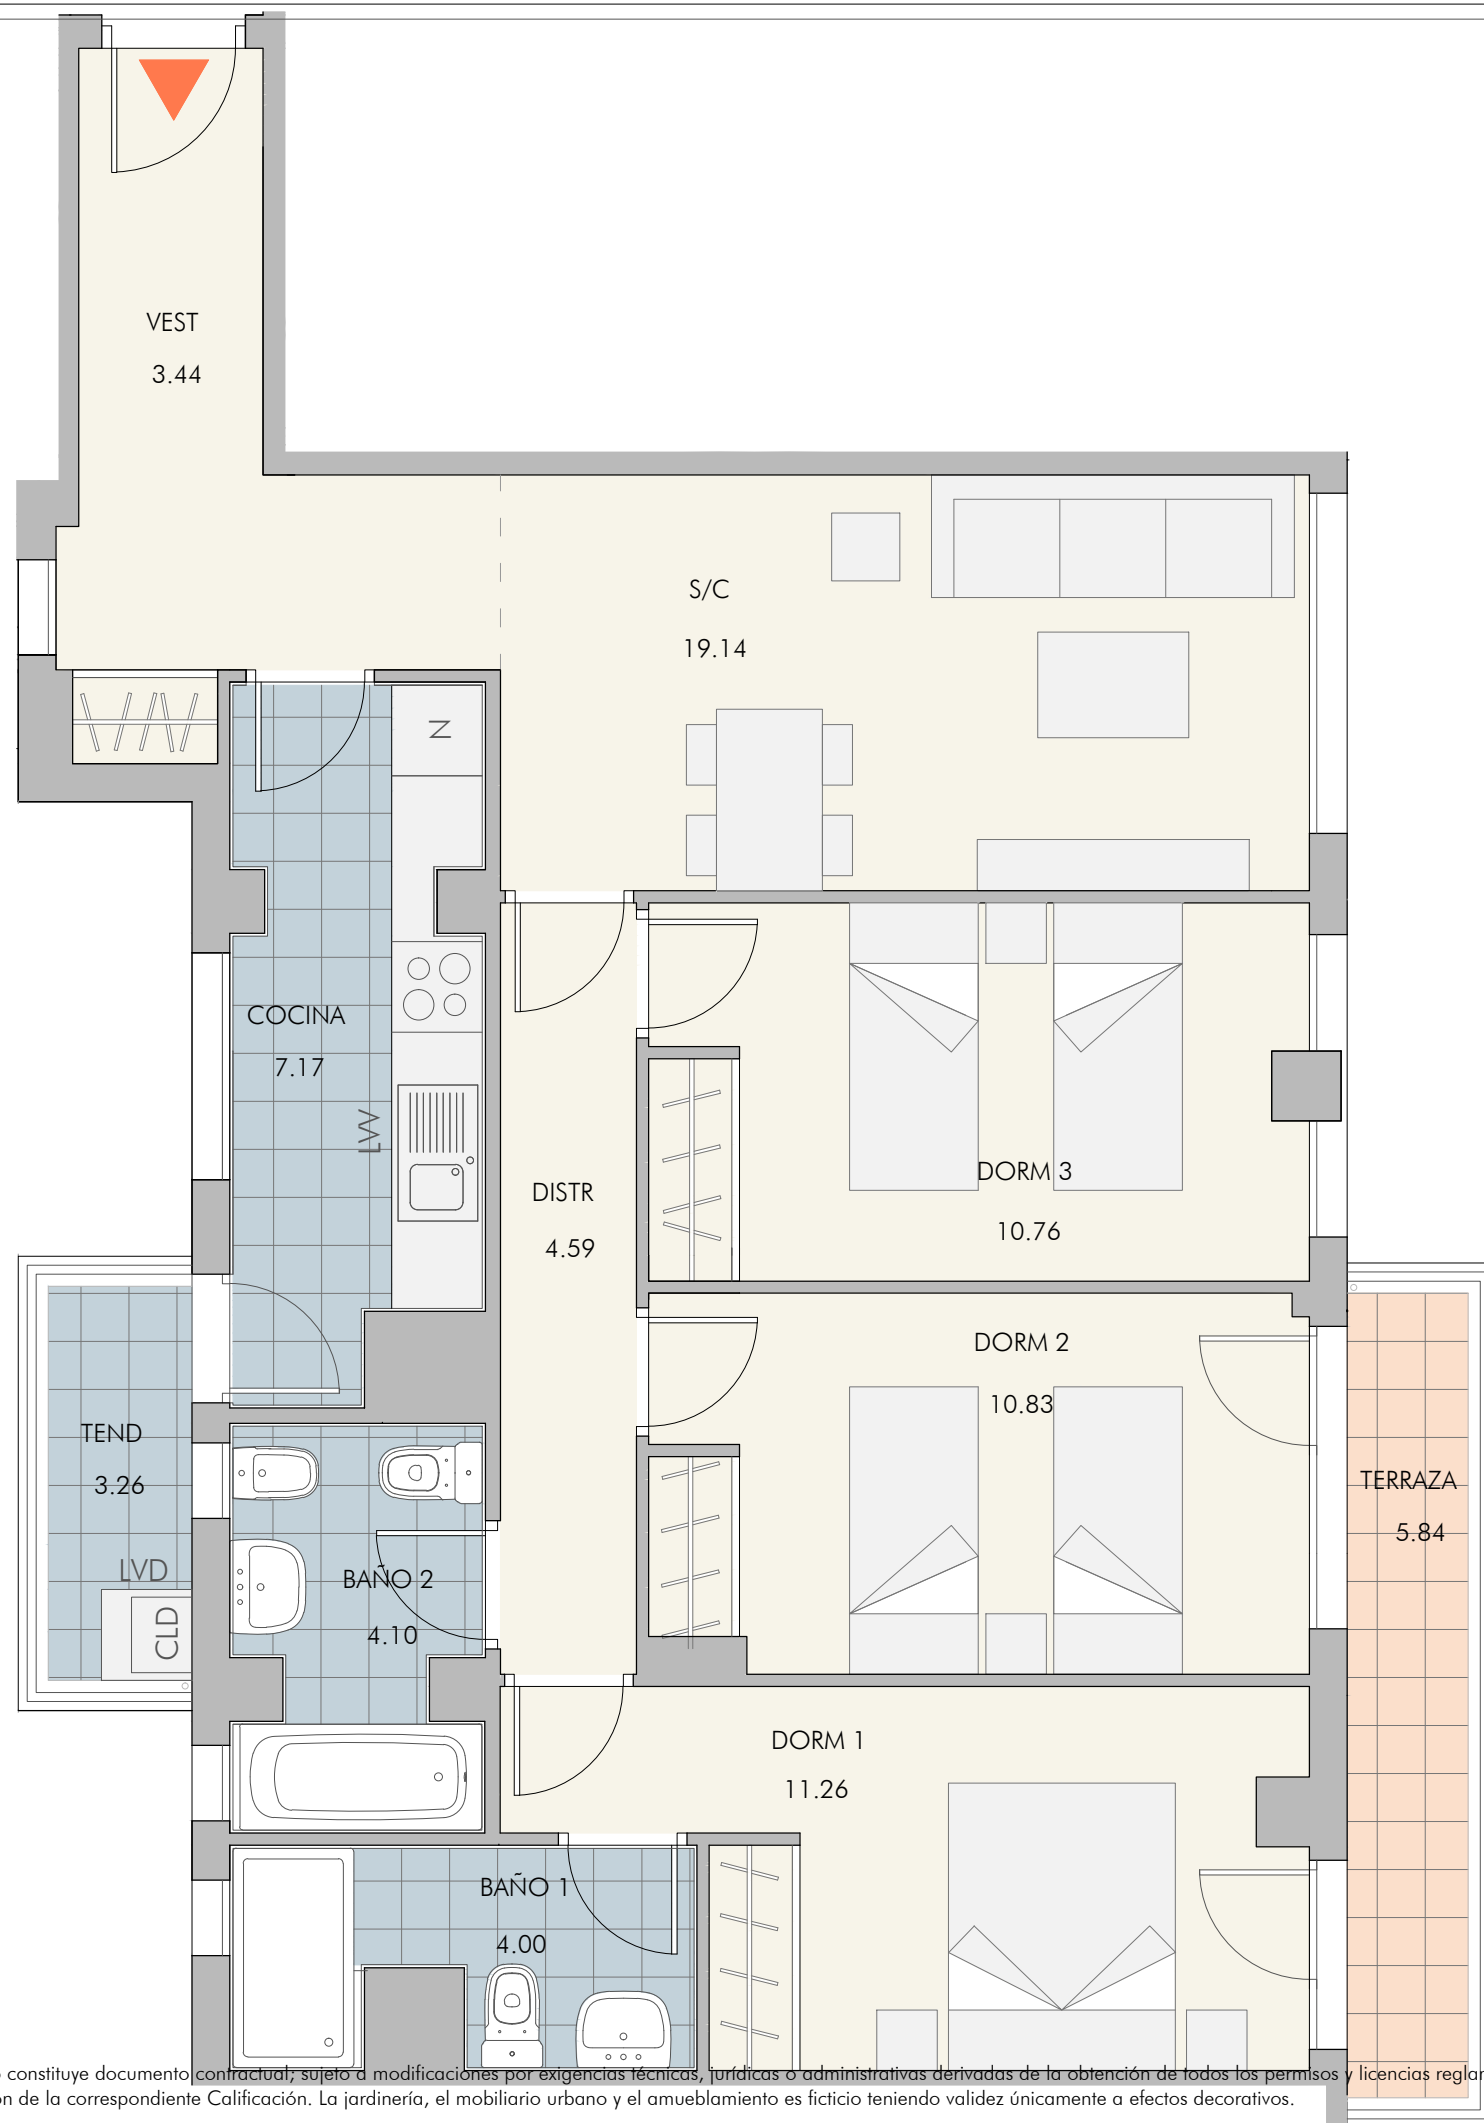 VEST
3.44
S/C
19.14
N
COCINA
7.17
LVV
DISTR
4.59
DORM 3
10.76
DORM 2
10.83
TEND
3.26
LVD
CLD
BAÑO 2
4.10
TERRAZA
5.84
DORM 1
11.26
BAÑO 1
4.00
constituye documento contractual; sujeto a modificaciones por exigencias técnicas, jurídicas o administrativas derivadas de la obtención de todos los permisos y licencias
de la correspondiente Calificación. La jardinería, el mobiliario urbano y el amueblamiento es ficticio teniendo validez únicamente a efectos decorativos.